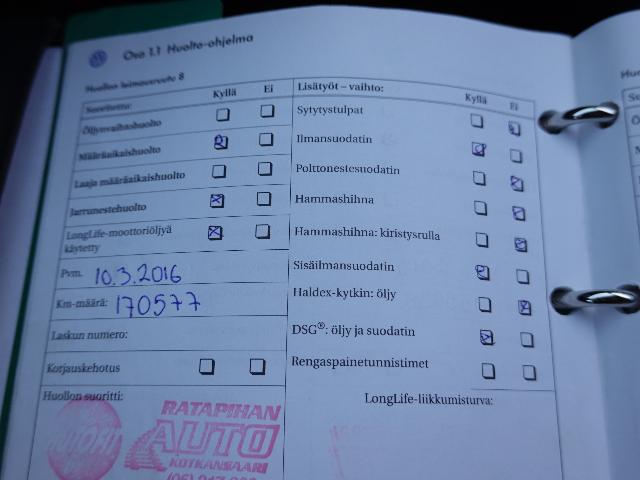 Osa 1.1 Huolto-ohjelma
Huollon leimausruutu 8
Suoritettu: Kyllä Ei
Öljynvaihtohuolto
Määräaikaishuolto
Laaja määräaikaishuolto
Jarrunestehuolto
LongLife-moottoriöljyä
käytetty
Pvm. 10.3.2016
Km-määrä: 170577
Laskun numero:
Korjauskehotus
Huollon suoritti:
RATAPIHAN
AUTO
KOTKANSAARI
Lisätyöt – vaihto: Kyllä Ei
Sytytystulpat
Ilmansuodatin
Polttonestesuodatin
Hammashihna
Hammashihna: kiristysrulla
Sisäilmansuodatin
Haldex-kytkin: öljy
DSG®: öljy ja suodatin
Rengaspainetunnistimet
LongLife-liikkumisturva: